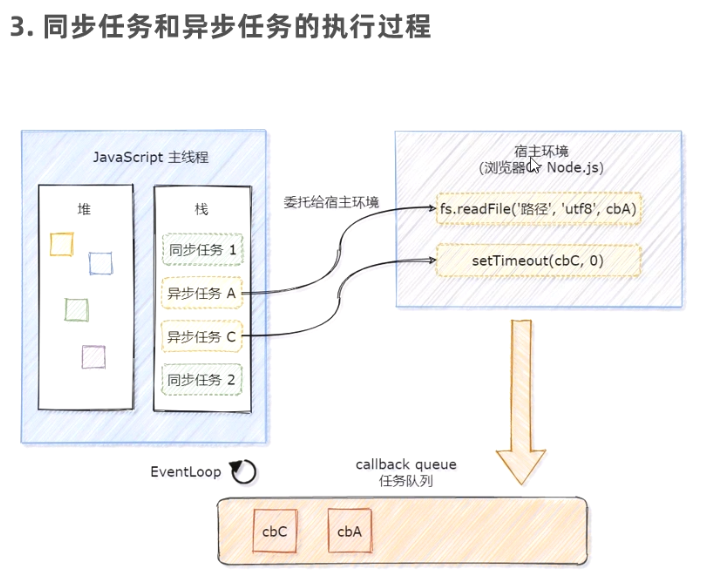 3. 同步任务和异步任务的执行过程
JavaScript 主线程
堆
栈
同步任务 1
异步任务 A
异步任务 C
同步任务 2
委托给宿主环境
宿主环境
(浏览器 Node.js)
fs.readFile('路径', 'utf8', cbA)
setTimeout(cbC, 0)
EventLoop
callback queue
任务队列
cbC
cbA